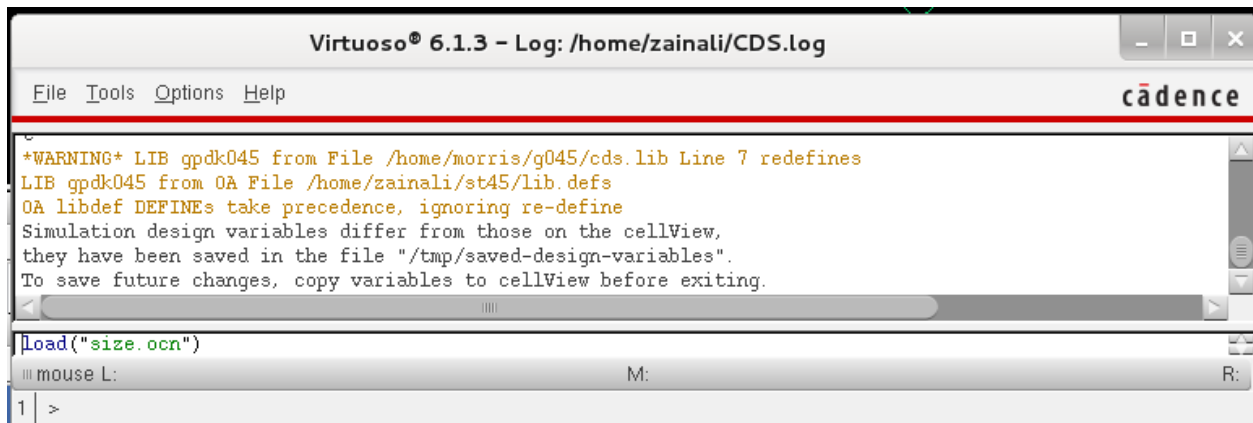 Virtuoso® 6.1.3 – Log: /home/zainali/CDS.log
File Tools Options Help
cādence
*WARNING* LIB gpdk045 from File /home/morris/g045/cds.lib Line 7 redefines
LIB gpdk045 from OA File /home/zainali/st45/lib.defs
OA libdef DEFINEs take precedence, ignoring re-define
Simulation design variables differ from those on the cellView,
they have been saved in the file "/tmp/saved-design-variables".
To save future changes, copy variables to cellView before exiting.
load("size.ocn")
mouse L: M: R:
1 >